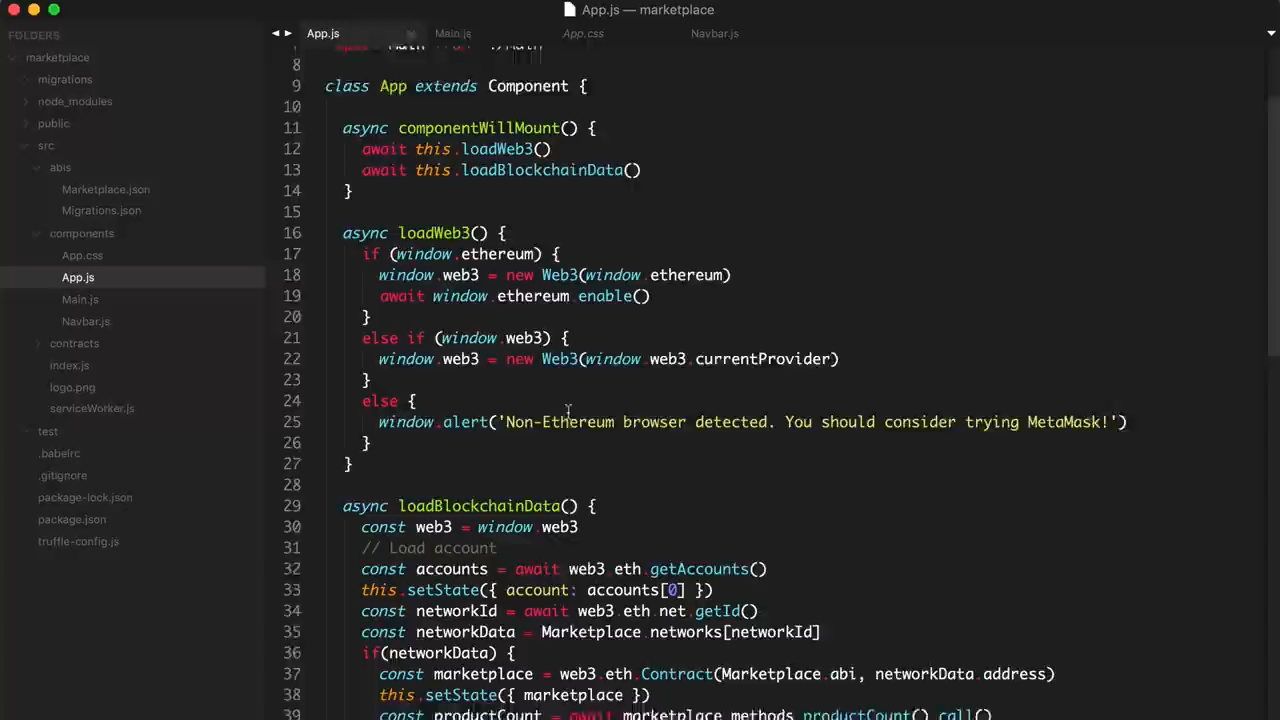 App.js — marketplace
FOLDERS
marketplace
migrations
node_modules
public
src
abis
Marketplace.json
Migrations.json
components
App.css
App.js
Main.js
Navbar.js
contracts
index.js
logo.png
serviceWorker.js
test
.babelrc
.gitignore
package-lock.json
package.json
truffle-config.js
App.js Main.js App.css Navbar.js
8
9 class App extends Component {
10
11 async componentWillMount() {
12 await this.loadWeb3()
13 await this.loadBlockchainData()
14 }
15
16 async loadWeb3() {
17 if (window.ethereum) {
18 window.web3 = new Web3(window.ethereum)
19 await window.ethereum.enable()
20 }
21 else if (window.web3) {
22 window.web3 = new Web3(window.web3.currentProvider)
23 }
24 else {
25 window.alert('Non-Ethereum browser detected. You should consider trying MetaMask!')
26 }
27 }
28
29 async loadBlockchainData() {
30 const web3 = window.web3
31 // Load account
32 const accounts = await web3.eth.getAccounts()
33 this.setState({ account: accounts[0] })
34 const networkId = await web3.eth.net.getId()
35 const networkData = Marketplace.networks[networkId]
36 if(networkData) {
37 const marketplace = web3.eth.Contract(Marketplace.abi, networkData.address)
38 this.setState({ marketplace })
39 const productCount = await marketplace.methods.productCount().call()